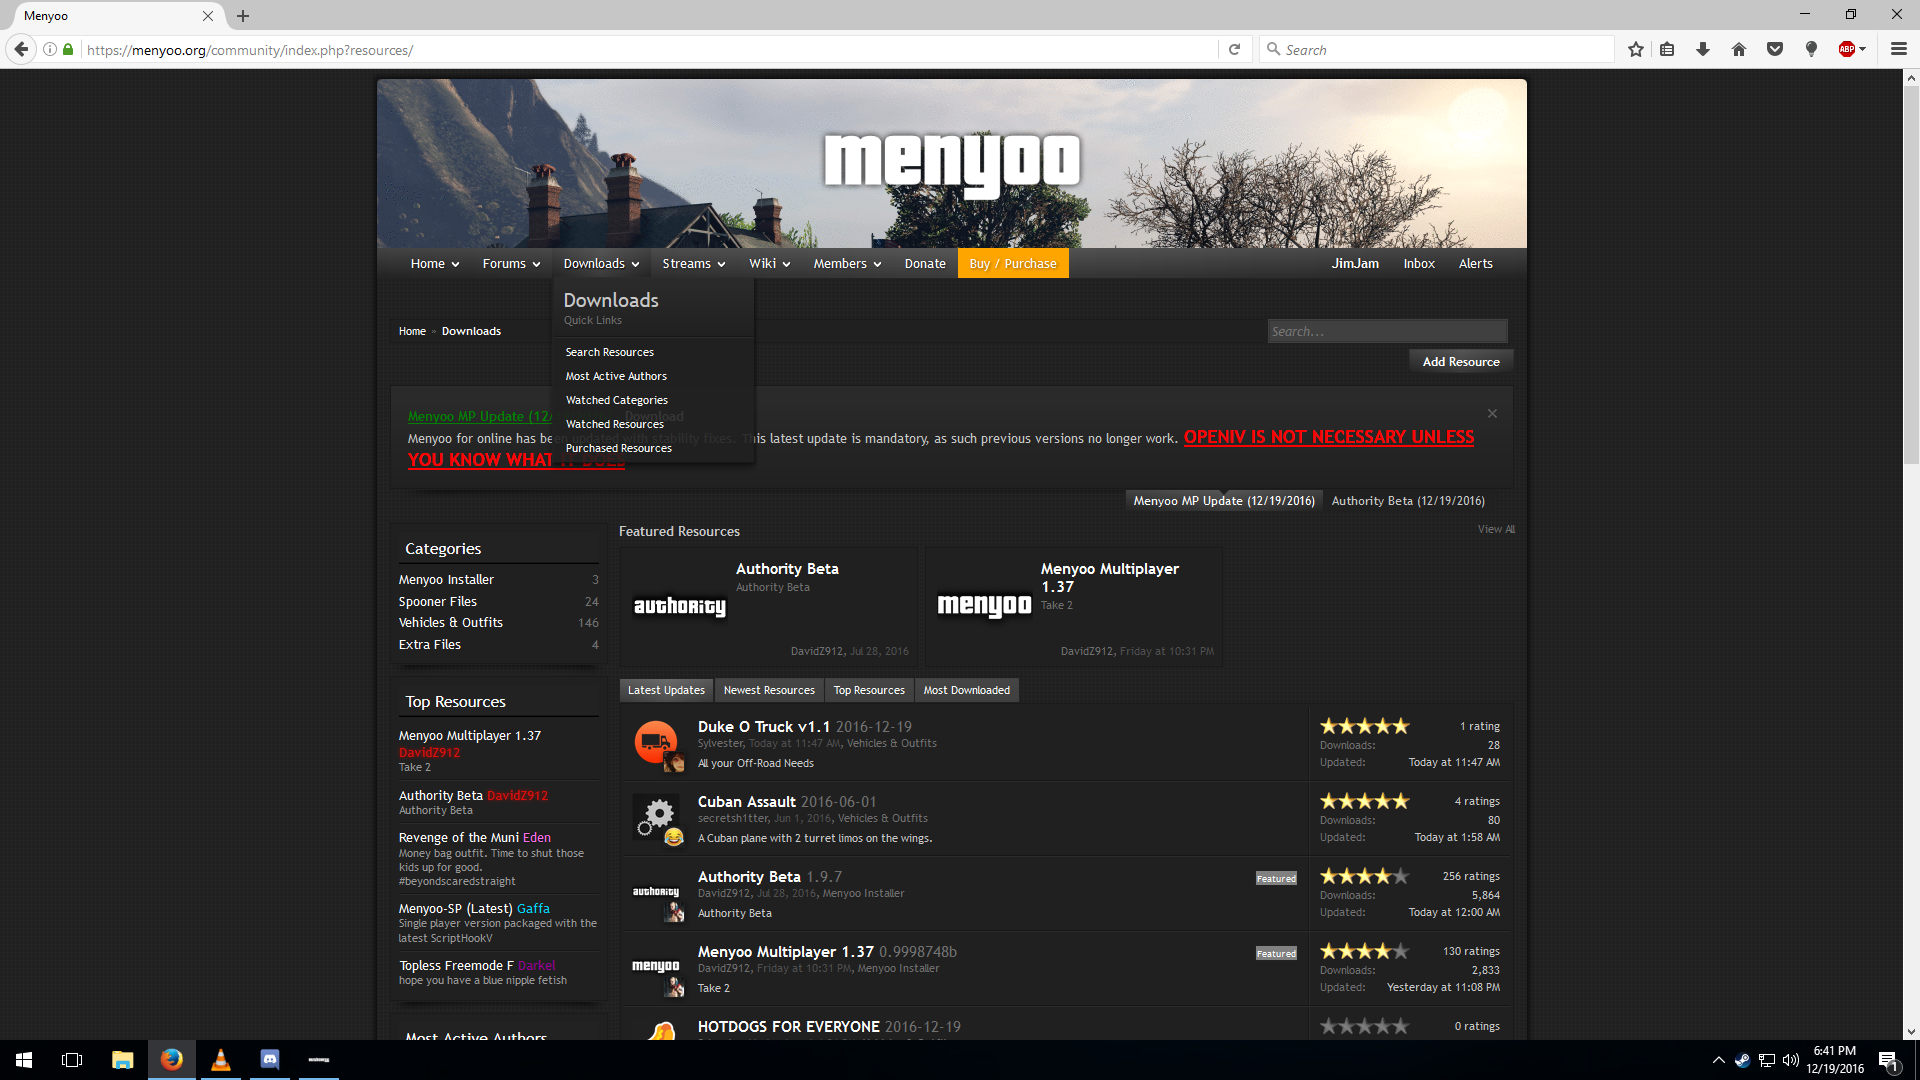 Menyoo
https://menyoo.org/community/index.php?resources/
Search
ABP
menyoo
Home
Forums
Downloads
Streams
Wiki
Members
Donate
Buy / Purchase
JimJam
Inbox
Alerts
Downloads
Quick Links
Search Resources
Most Active Authors
Watched Categories
Watched Resources
Purchased Resources
Home » Downloads
Search...
Add Resource
Menyoo MP Update (12/ Download
Menyoo for online has been updated with stability fixes. This latest update is mandatory, as such previous versions no longer work. OPENIV IS NOT NECESSARY UNLESS
YOU KNOW WHAT IT DOES
Menyoo MP Update (12/19/2016)
Authority Beta (12/19/2016)
Categories
Menyoo Installer 3
Spooner Files 24
Vehicles & Outfits 146
Extra Files 4
Top Resources
Menyoo Multiplayer 1.37
DavidZ912
Take 2
Authority Beta DavidZ912
Authority Beta
Revenge of the Muni Eden
Money bag outfit. Time to shut those
kids up for good.
#beyondscaredstraight
Menyoo-SP (Latest) Gaffa
Single player version packaged with the
latest ScriptHookV
Topless Freemode F Darkel
hope you have a blue nipple fetish
Most Active Authors
Featured Resources
View All
authority
Authority Beta
Authority Beta
DavidZ912, Jul 28, 2016
menyoo
Menyoo Multiplayer
1.37
Take 2
DavidZ912, Friday at 10:31 PM
Latest Updates
Newest Resources
Top Resources
Most Downloaded
Duke O Truck v1.1 2016-12-19
Sylvester, Today at 11:47 AM, Vehicles & Outfits
All your Off-Road Needs
1 rating
Downloads: 28
Updated: Today at 11:47 AM
Cuban Assault 2016-06-01
secretsh1tter, Jun 1, 2016, Vehicles & Outfits
A Cuban plane with 2 turret limos on the wings.
4 ratings
Downloads: 80
Updated: Today at 1:58 AM
authority
Authority Beta 1.9.7
DavidZ912, Jul 28, 2016, Menyoo Installer
Authority Beta
Featured
256 ratings
Downloads: 5,864
Updated: Today at 12:00 AM
menyoo
Menyoo Multiplayer 1.37 0.9998748b
DavidZ912, Friday at 10:31 PM, Menyoo Installer
Take 2
Featured
130 ratings
Downloads: 2,833
Updated: Yesterday at 11:08 PM
HOTDOGS FOR EVERYONE 2016-12-19
0 ratings
6:41 PM
12/19/2016
1